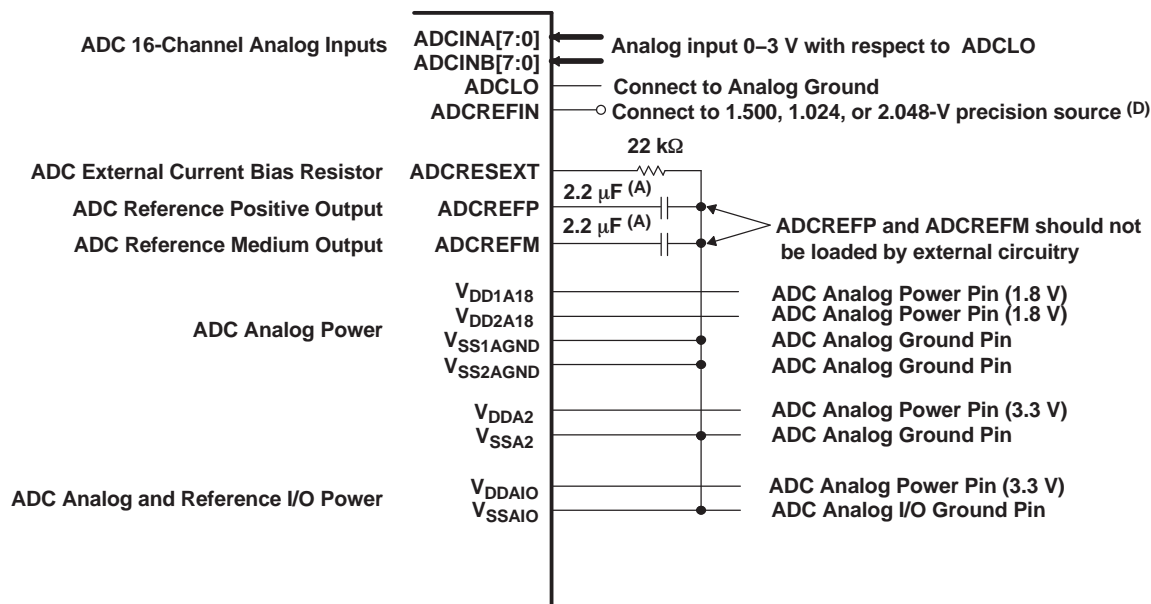 ADC 16-Channel Analog Inputs ADCINA[7:0] Analog input 0–3 V with respect to ADCLO
ADCINB[7:0]
ADCLO Connect to Analog Ground
ADCREFIN Connect to 1.500, 1.024, or 2.048-V precision source (D)
22 kΩ
ADC External Current Bias Resistor ADCRESEXT
2.2 μF (A)
ADC Reference Positive Output ADCREFP
2.2 μF (A)
ADC Reference Medium Output ADCREFM
ADCREFP and ADCREFM should not
be loaded by external circuitry
VDD1A18 ADC Analog Power Pin (1.8 V)
VDD2A18 ADC Analog Power Pin (1.8 V)
ADC Analog Power
VSS1AGND ADC Analog Ground Pin
VSS2AGND ADC Analog Ground Pin
VDDA2 ADC Analog Power Pin (3.3 V)
VSSA2 ADC Analog Ground Pin
ADC Analog and Reference I/O Power
VDDAIO ADC Analog Power Pin (3.3 V)
VSSAIO ADC Analog I/O Ground Pin